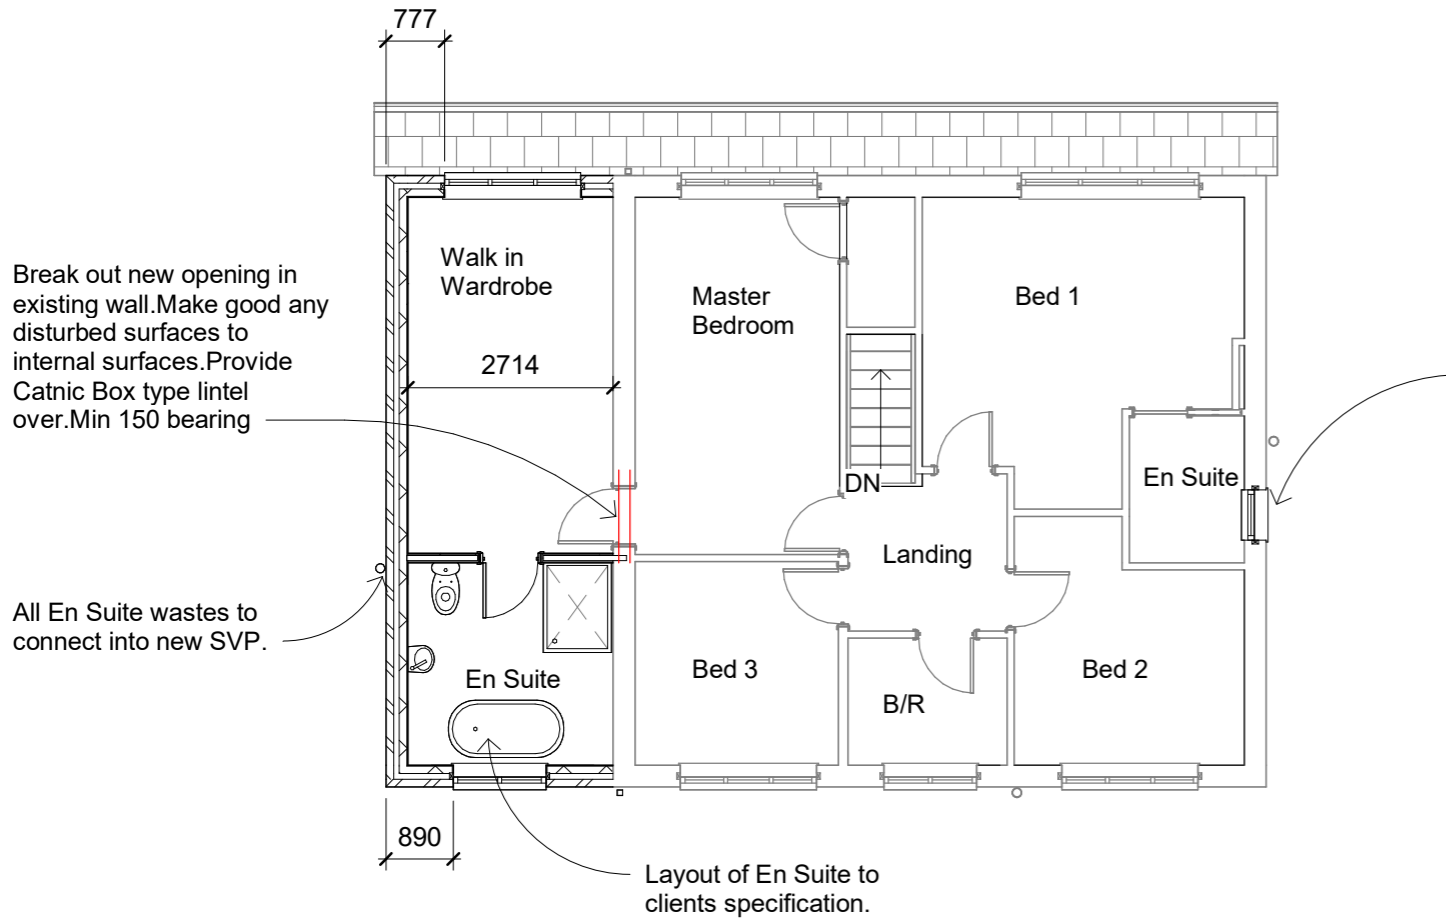 777
Break out new opening in
existing wall.Make good any
disturbed surfaces to
internal surfaces.Provide
Catnic Box type lintel
over.Min 150 bearing
Walk in
Wardrobe
2714
Master
Bedroom
Bed 1
DN
En Suite
Landing
All En Suite wastes to
connect into new SVP.
En Suite
Bed 3
B/R
Bed 2
890
Layout of En Suite to
clients specification.